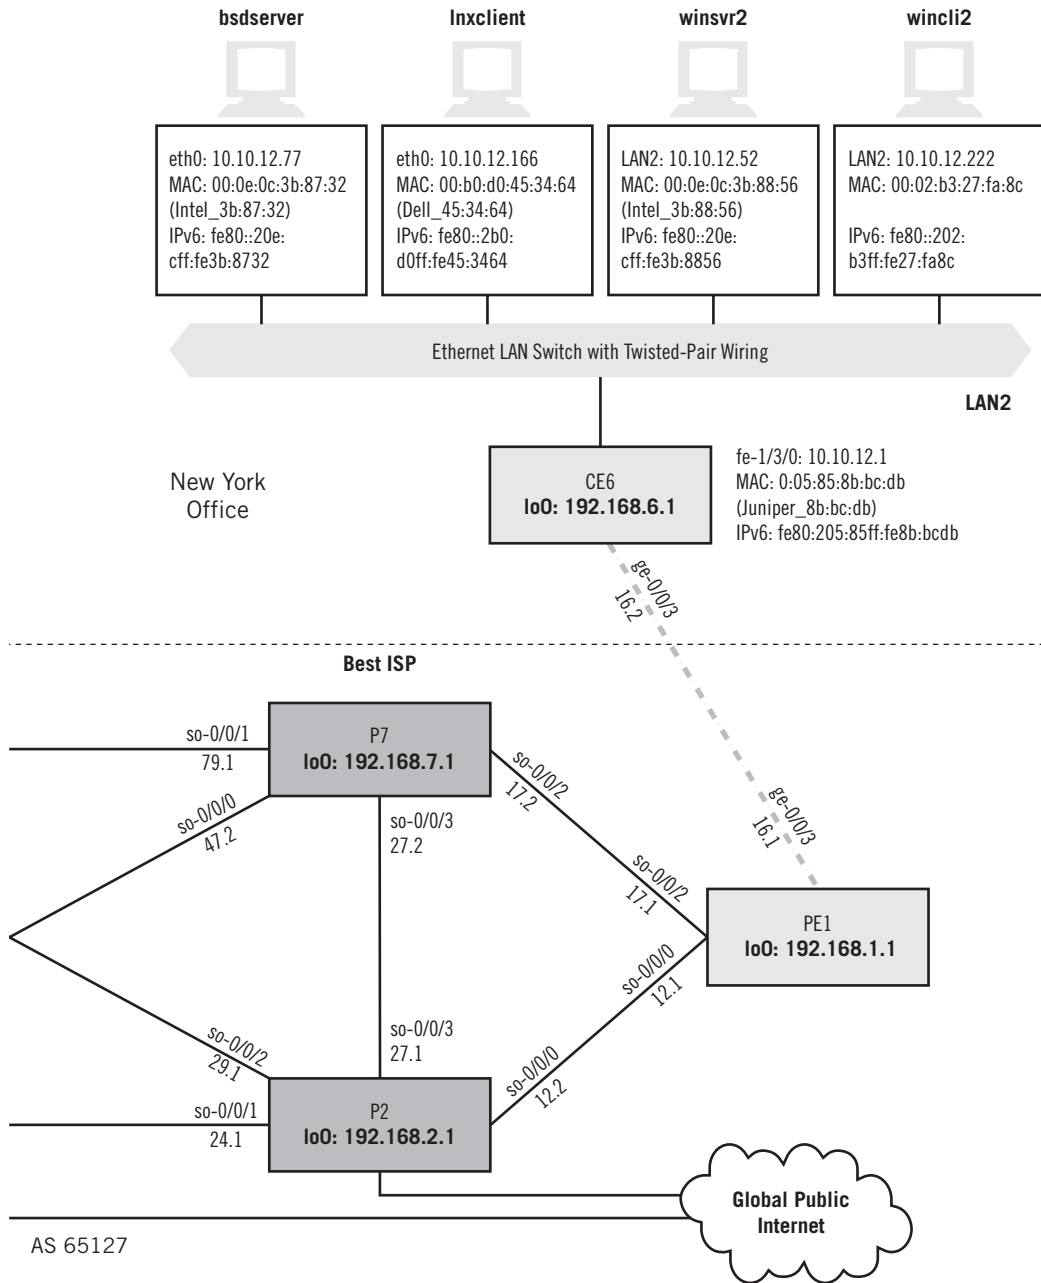 bsdserver
lnxclient
winsvr2
wincli2
eth0: 10.10.12.77
MAC: 00:0e:0c:3b:87:32
(Intel_3b:87:32)
IPv6: fe80::20e:
cff:fe3b:8732
eth0: 10.10.12.166
MAC: 00:b0:d0:45:34:64
(Dell_45:34:64)
IPv6: fe80::2b0:
d0ff:fe45:3464
LAN2: 10.10.12.52
MAC: 00:0e:0c:3b:88:56
(Intel_3b:88:56)
IPv6: fe80::20e:
cff:fe3b:8856
LAN2: 10.10.12.222
MAC: 00:02:b3:27:fa:8c
IPv6: fe80::202:
b3ff:fe27:fa8c
Ethernet LAN Switch with Twisted-Pair Wiring
LAN2
New York
Office
CE6
lo0: 192.168.6.1
fe-1/3/0: 10.10.12.1
MAC: 0:05:85:8b:bc:db
(Juniper_8b:bc:db)
IPv6: fe80:205:85ff:fe8b:bcdb
ge-0/0/3
16.2
Best ISP
so-0/0/1
79.1
P7
lo0: 192.168.7.1
so-0/0/2
17.2
so-0/0/0
47.2
so-0/0/3
27.2
ge-0/0/3
16.1
so-0/0/2
17.1
PE1
lo0: 192.168.1.1
so-0/0/0
12.1
so-0/0/2
29.1
so-0/0/3
27.1
so-0/0/0
12.2
so-0/0/1
24.1
P2
lo0: 192.168.2.1
Global Public
Internet
AS 65127